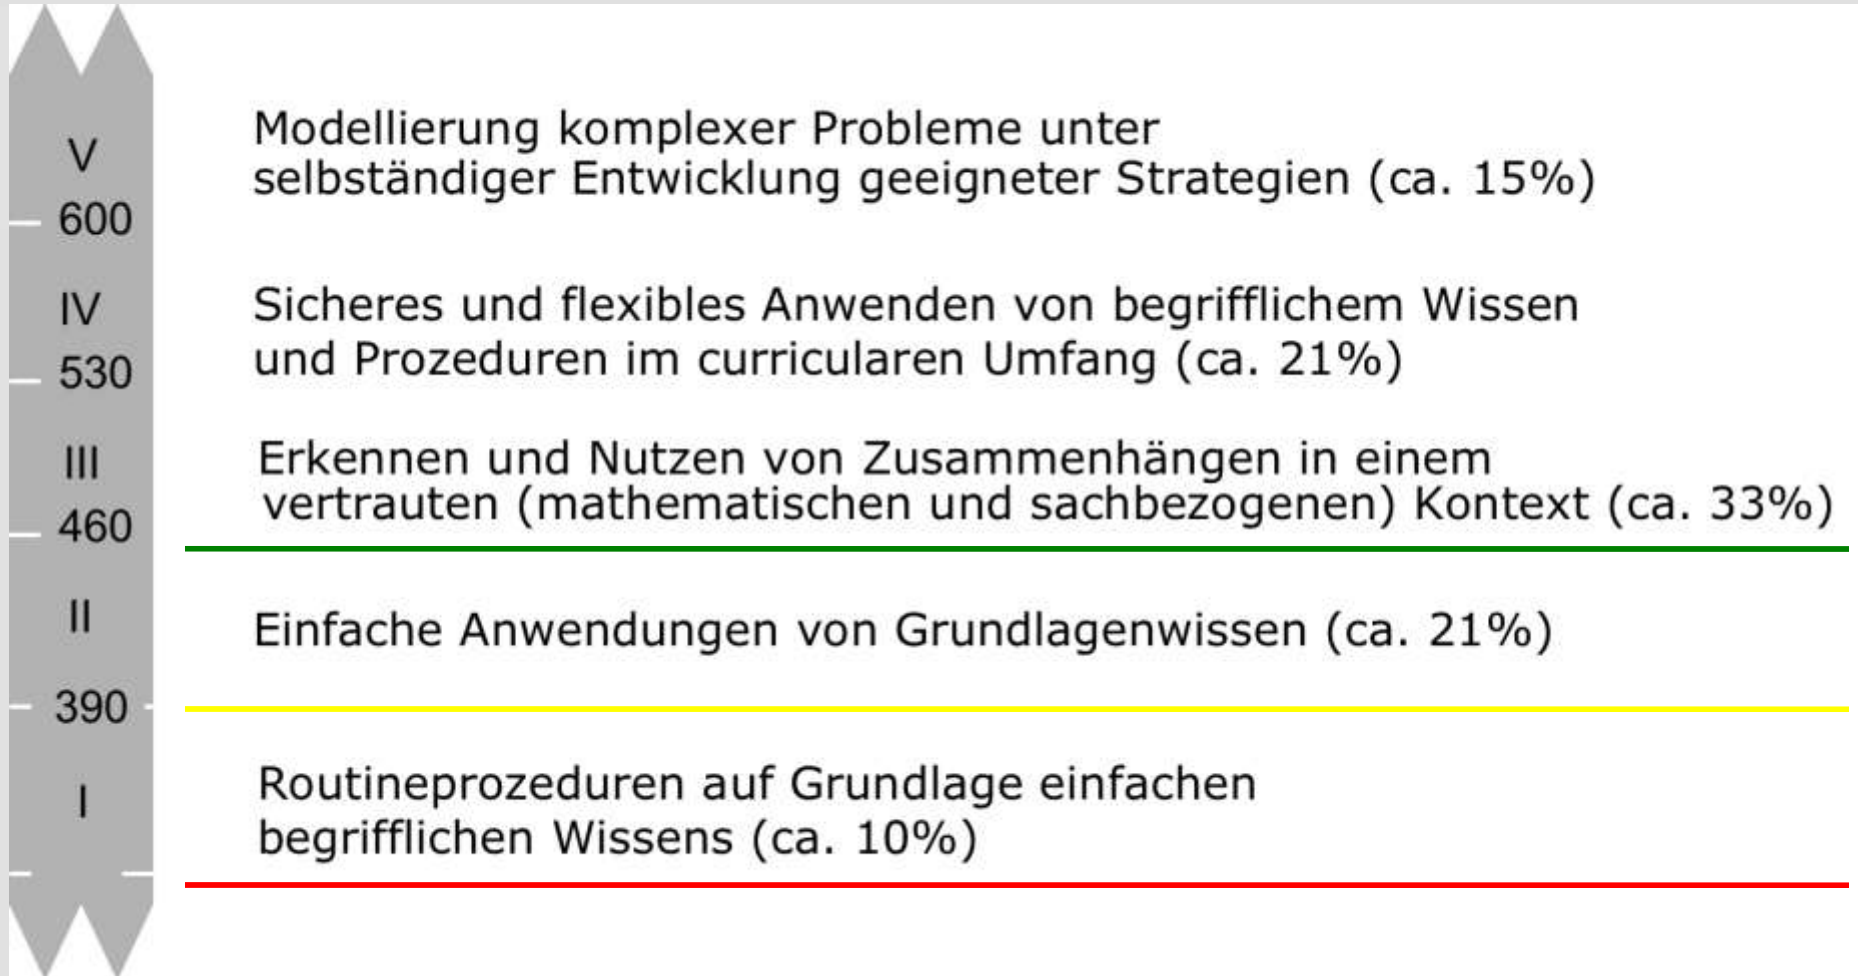 V
Modellierung komplexer Probleme unter
selbständiger Entwicklung geeigneter Strategien (ca. 15%)
600
IV
Sicheres und flexibles Anwenden von begrifflichem Wissen
und Prozeduren im curricularen Umfang (ca. 21%)
530
III
Erkennen und Nutzen von Zusammenhängen in einem
vertrauten (mathematischen und sachbezogenen) Kontext (ca. 33%)
460
II
Einfache Anwendungen von Grundlagenwissen (ca. 21%)
390
I
Routineprozeduren auf Grundlage einfachen
begrifflichen Wissens (ca. 10%)